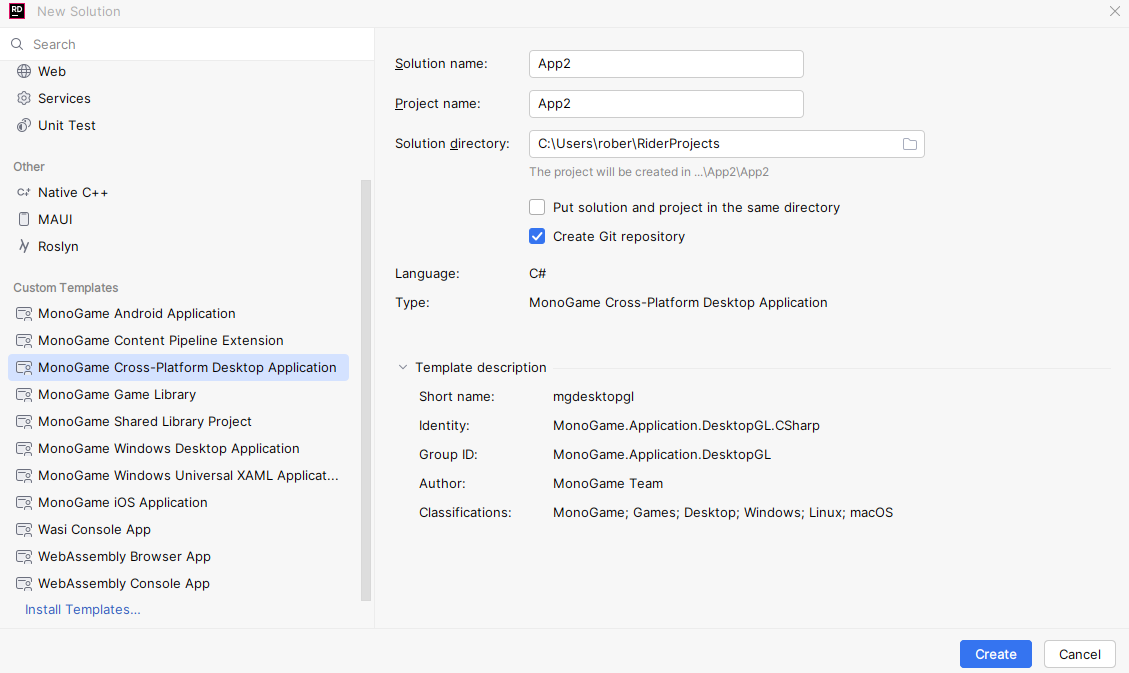 RD New Solution
Search
Web
Services
Unit Test
Other
C+ Native C++
MAUI
Roslyn
Custom Templates
MonoGame Android Application
MonoGame Content Pipeline Extension
MonoGame Cross-Platform Desktop Application
MonoGame Game Library
MonoGame Shared Library Project
MonoGame Windows Desktop Application
MonoGame Windows Universal XAML Applicat...
MonoGame iOS Application
Wasi Console App
WebAssembly Browser App
WebAssembly Console App
Install Templates...
Solution name: App2
Project name: App2
Solution directory: C:\Users\rober\RiderProjects
The project will be created in ...\App2\App2
Put solution and project in the same directory
Create Git repository
Language: C#
Type: MonoGame Cross-Platform Desktop Application
Template description
Short name: mgdesktopgl
Identity: MonoGame.Application.DesktopGL.CSharp
Group ID: MonoGame.Application.DesktopGL
Author: MonoGame Team
Classifications: MonoGame; Games; Desktop; Windows; Linux; macOS
Create Cancel